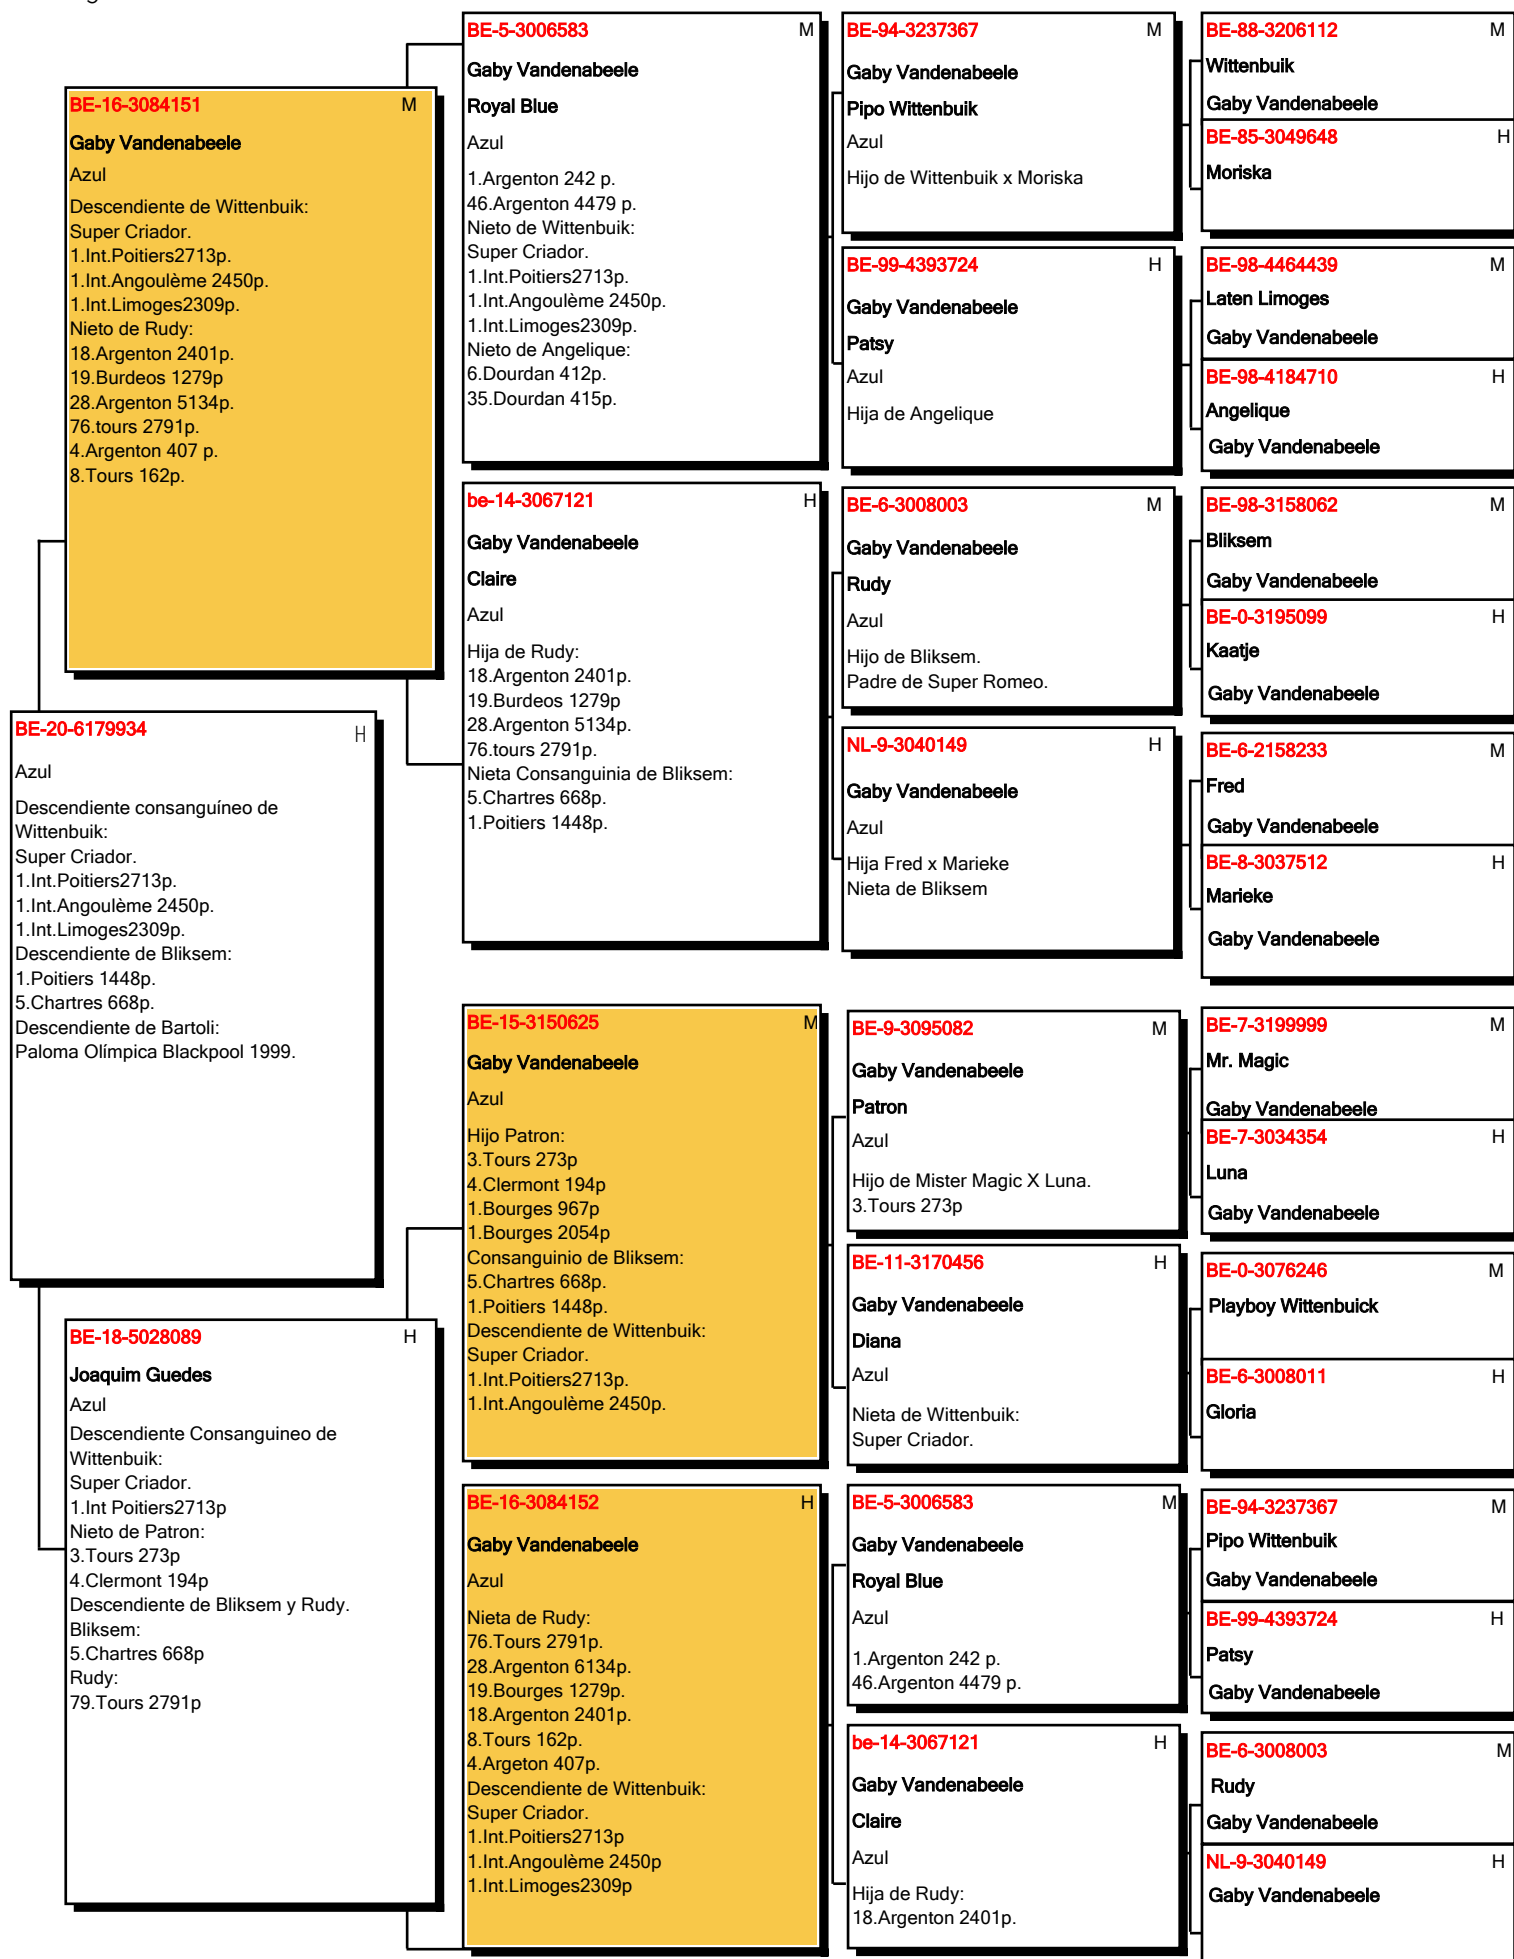 BE-20-6179934 H
Azul
Descendiente consanguíneo de
Wittenbuik:
Super Criador.
1.Int.Poitiers2713p.
1.Int.Angoulème 2450p.
1.Int.Limoges2309p.
Descendiente de Bliksem:
1.Poitiers 1448p.
5.Chartres 668p.
Descendiente de Bartoli:
Paloma Olímpica Blackpool 1999.
BE-16-3084151 M
Gaby Vandenabeele
Azul
Descendiente de Wittenbuik:
Super Criador.
1.Int.Poitiers2713p.
1.Int.Angoulème 2450p.
1.Int.Limoges2309p.
Nieto de Rudy:
18.Argenton 2401p.
19.Burdeos 1279p
28.Argenton 5134p.
76.tours 2791p.
4.Argenton 407 p.
8.Tours 162p.
BE-18-5028089 H
Joaquim Guedes
Azul
Descendiente Consanguineo de
Wittenbuik:
Super Criador.
1.Int Poitiers2713p
Nieto de Patron:
3.Tours 273p
4.Clermont 194p
Descendiente de Bliksem y Rudy.
Bliksem:
5.Chartres 668p
Rudy:
79.Tours 2791p
BE-5-3006583 M
Gaby Vandenabeele
Royal Blue
Azul
1.Argenton 242 p.
46.Argenton 4479 p.
Nieto de Wittenbuik:
Super Criador.
1.Int.Poitiers2713p.
1.Int.Angoulème 2450p.
1.Int.Limoges2309p.
Nieto de Angelique:
6.Dourdan 412p.
35.Dourdan 415p.
be-14-3067121 H
Gaby Vandenabeele
Claire
Azul
Hija de Rudy:
18.Argenton 2401p.
19.Burdeos 1279p
28.Argenton 5134p.
76.tours 2791p.
Nieta Consanguinia de Bliksem:
5.Chartres 668p.
1.Poitiers 1448p.
BE-15-3150625 M
Gaby Vandenabeele
Azul
Hijo Patron:
3.Tours 273p
4.Clermont 194p
1.Bourges 967p
1.Bourges 2054p
Consanguinio de Bliksem:
5.Chartres 668p.
1.Poitiers 1448p.
Descendiente de Wittenbuik:
Super Criador.
1.Int.Poitiers2713p.
1.Int.Angoulème 2450p.
BE-16-3084152 H
Gaby Vandenabeele
Azul
Nieta de Rudy:
76.Tours 2791p.
28.Argenton 6134p.
19.Bourges 1279p.
18.Argenton 2401p.
8.Tours 162p.
4.Argeton 407p.
Descendiente de Wittenbuik:
Super Criador.
1.Int.Poitiers2713p
1.Int.Angoulème 2450p
1.Int.Limoges2309p
BE-94-3237367 M
Gaby Vandenabeele
Pipo Wittenbuik
Azul
Hijo de Wittenbuik x Moriska
BE-99-4393724 H
Gaby Vandenabeele
Patsy
Azul
Hija de Angelique
BE-6-3008003 M
Gaby Vandenabeele
Rudy
Azul
Hijo de Bliksem.
Padre de Super Romeo.
NL-9-3040149 H
Gaby Vandenabeele
Azul
Hija Fred x Marieke
Nieta de Bliksem
BE-9-3095082 M
Gaby Vandenabeele
Patron
Azul
Hijo de Mister Magic X Luna.
3.Tours 273p
BE-11-3170456 H
Gaby Vandenabeele
Diana
Azul
Nieta de Wittenbuik:
Super Criador.
BE-5-3006583 M
Gaby Vandenabeele
Royal Blue
Azul
1.Argenton 242 p.
46.Argenton 4479 p.
be-14-3067121 H
Gaby Vandenabeele
Claire
Azul
Hija de Rudy:
18.Argenton 2401p.
BE-88-3206112 M
Wittenbuik
Gaby Vandenabeele
BE-85-3049648 H
Moriska
BE-98-4464439 M
Laten Limoges
Gaby Vandenabeele
BE-98-4184710 H
Angelique
Gaby Vandenabeele
BE-98-3158062 M
Bliksem
Gaby Vandenabeele
BE-0-3195099 H
Kaatje
Gaby Vandenabeele
BE-6-2158233 M
Fred
Gaby Vandenabeele
BE-8-3037512 H
Marieke
Gaby Vandenabeele
BE-7-3199999 M
Mr. Magic
Gaby Vandenabeele
BE-7-3034354 H
Luna
Gaby Vandenabeele
BE-0-3076246 M
Playboy Wittenbuick
BE-6-3008011 H
Gloria
BE-94-3237367 M
Pipo Wittenbuik
Gaby Vandenabeele
BE-99-4393724 H
Patsy
Gaby Vandenabeele
BE-6-3008003 M
Rudy
Gaby Vandenabeele
NL-9-3040149 H
Gaby Vandenabeele